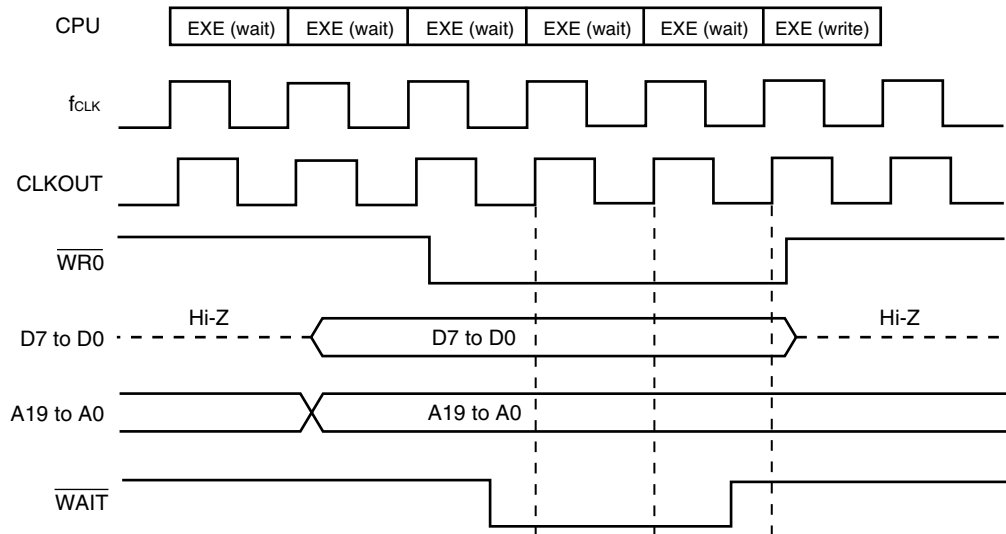 CPU EXE (wait) EXE (wait) EXE (wait) EXE (wait) EXE (wait) EXE (write)
fCLK
CLKOUT
WR0
Hi-Z Hi-Z
D7 to D0 D7 to D0
A19 to A0 A19 to A0
WAIT